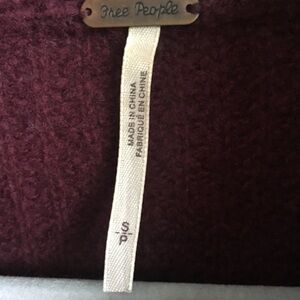 Free People
MADE IN CHINA
FABRIQUÉ EN CHINE
S/P